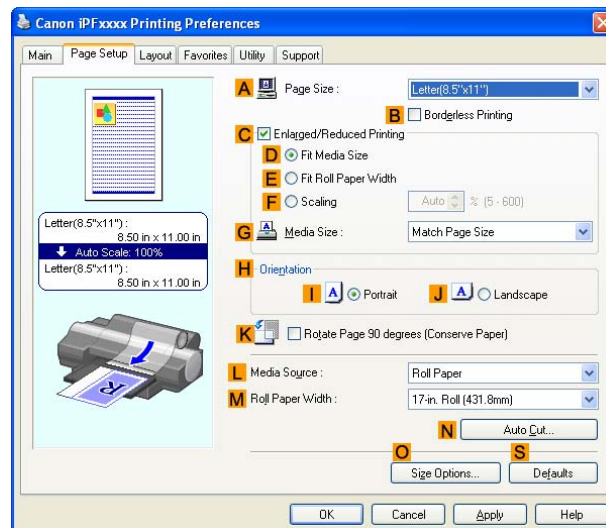 Canon iPFxxxx Printing Preferences
Main Page Setup Layout Favorites Utility Support
A Page Size : Letter(8.5"x11")
B Borderless Printing
C Enlarged/Reduced Printing
D Fit Media Size
E Fit Roll Paper Width
F Scaling Auto % (5 - 600)
G A Media Size : Match Page Size
Letter(8.5"x11") :
8.50 in x 11.00 in
Auto Scale: 100%
Letter(8.5"x11") :
8.50 in x 11.00 in
H Orientation
I A Portrait J A Landscape
K Rotate Page 90 degrees (Conserve Paper)
R
L Media Source : Roll Paper
M Roll Paper Width : 17-in. Roll (431.8mm)
N Auto Cut...
O S
Size Options... Defaults
OK Cancel Apply Help